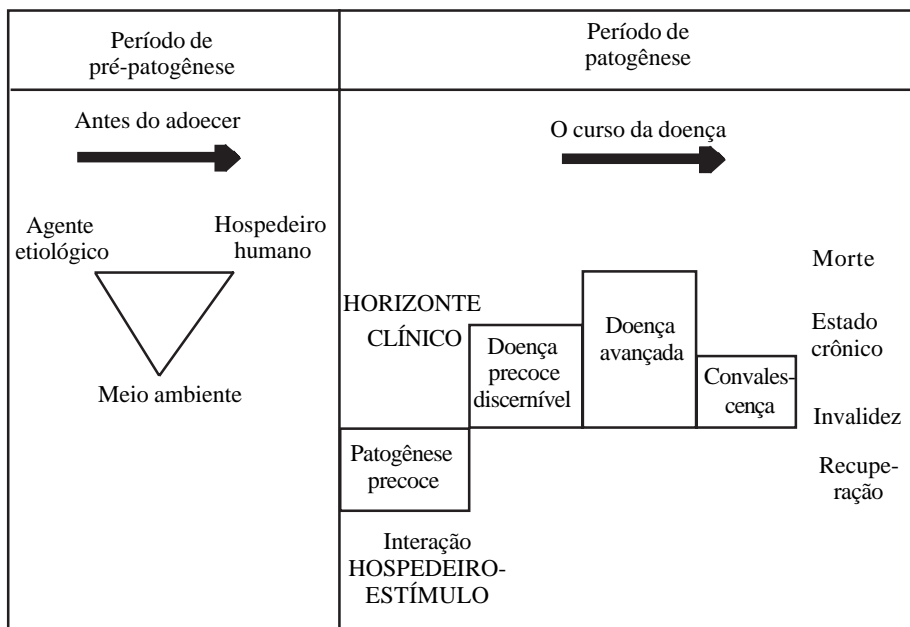 Período de
pré-patogênese
Período de
patogênese
Antes do adoecer
O curso da doença
Agente
etiológico
Hospedeiro
humano
Meio ambiente
HORIZONTE
CLÍNICO
Patogênese
precoce
Interação
HOSPEDEIRO-
ESTÍMULO
Doença
precoce
discernível
Doença
avançada
Convales-
cença
Morte
Estado
crônico
Invalidez
Recupe-
ração